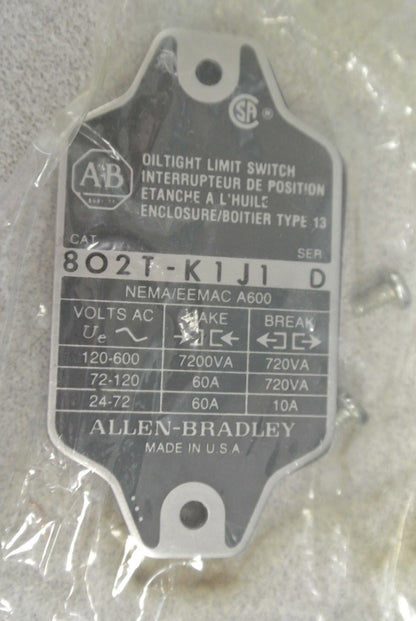 SA ®
A-B
OILTIGHT LIMIT SWITCH
INTERRUPTEUR DE POSITION
ETANCHE A L'HUILE
ENCLOSURE/BOITIER TYPE 13
CAT SER
802T-K1J1 D
NEMA/EEMAC A600
VOLTS AC MAKE BREAK
Ue
120-600 7200VA 720VA
72-120 60A 720VA
24-72 60A 10A
ALLEN-BRADLEY
MADE IN U.S.A